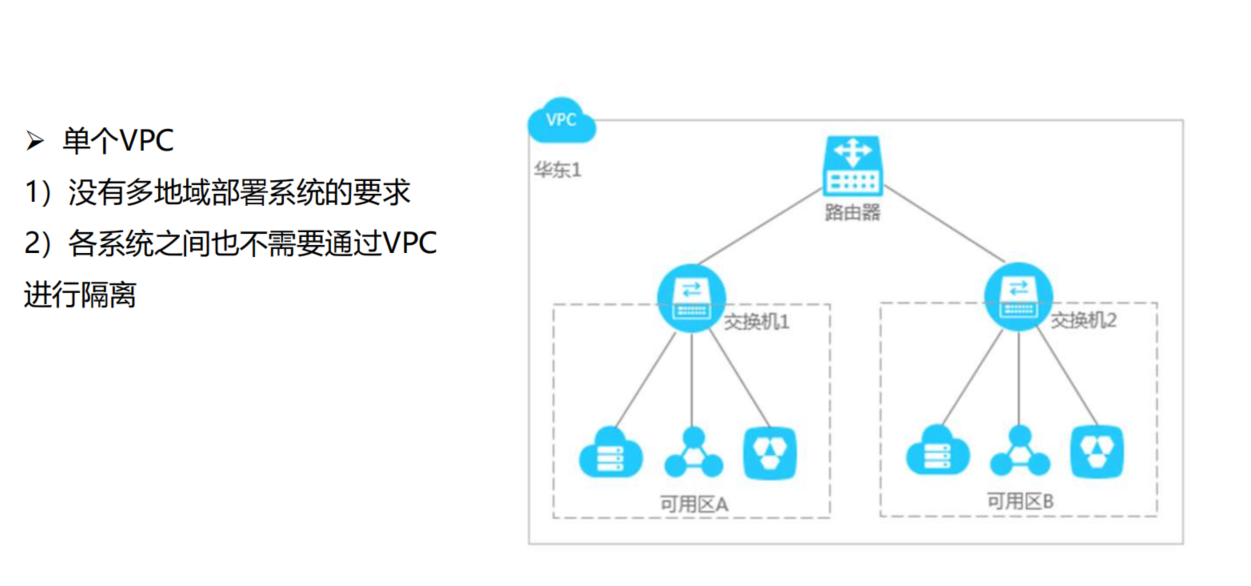 ➢ 单个VPC
1）没有多地域部署系统的要求
2）各系统之间也不需要通过VPC
进行隔离
VPC
华东1
路由器
交换机1
交换机2
可用区A
可用区B